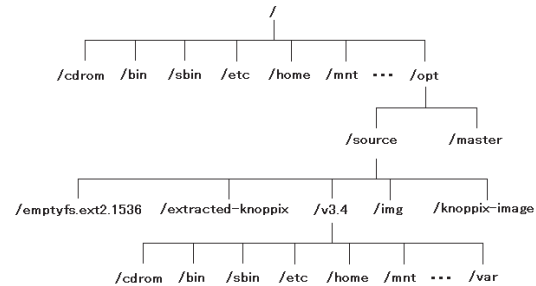 /
/cdrom /bin /sbin /etc /home /mnt ··· /opt
/source /master
/emptyfs.ext2.1536 /extracted-knoppix /v3.4 /img /knoppix-image
/cdrom /bin /sbin /etc /home /mnt ··· /var